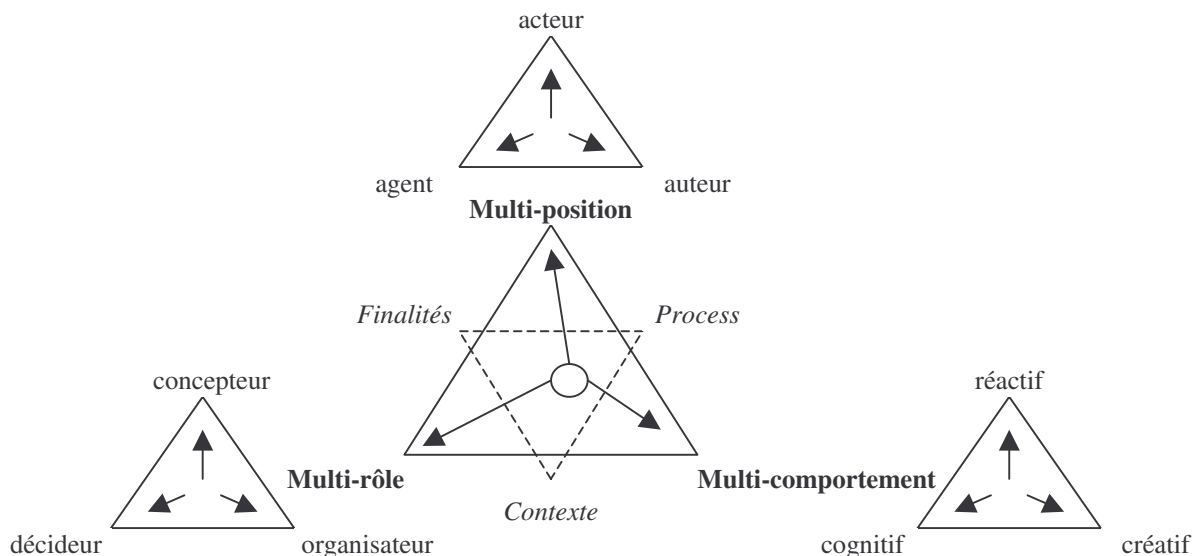 acteur
agent
auteur
Multi-position
Finalités
Process
concepteur
réactif
Multi-rôle
Multi-comportement
Contexte
décideur
organisateur
cognitif
créatif